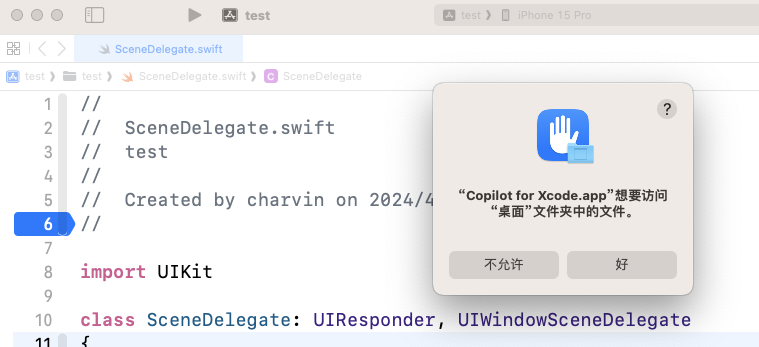 test
test 》 iPhone 15 Pro
SceneDelegate.swift
test 》 test 》 SceneDelegate.swift 》 C SceneDelegate
1 //
2 // SceneDelegate.swift
3 // test
4 //
5 // Created by charvin on 2024/4
6 //
7
8 import UIKit
9
10 class SceneDelegate: UIResponder, UIWindowSceneDelegate
11 {
?
“Copilot for Xcode.app”想要访问
“桌面”文件夹中的文件。
不允许
好